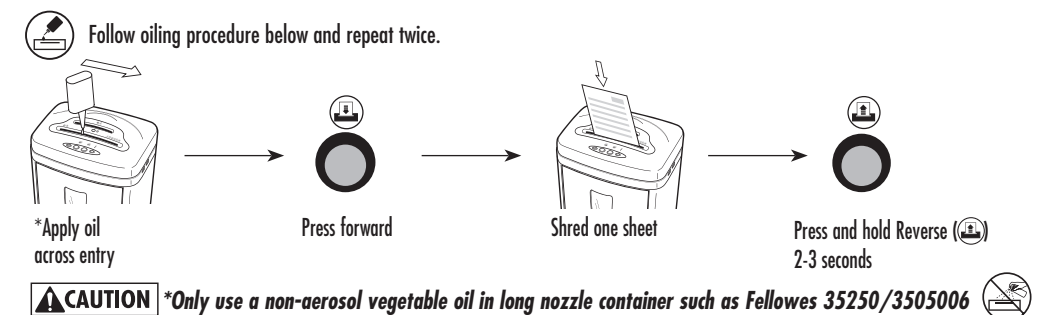 Follow oiling procedure below and repeat twice.
*Apply oil
across entry
Press forward
Shred one sheet
Press and hold Reverse ( )
2-3 seconds
CAUTION *Only use a non-aerosol vegetable oil in long nozzle container such as Fellowes 35250/3505006